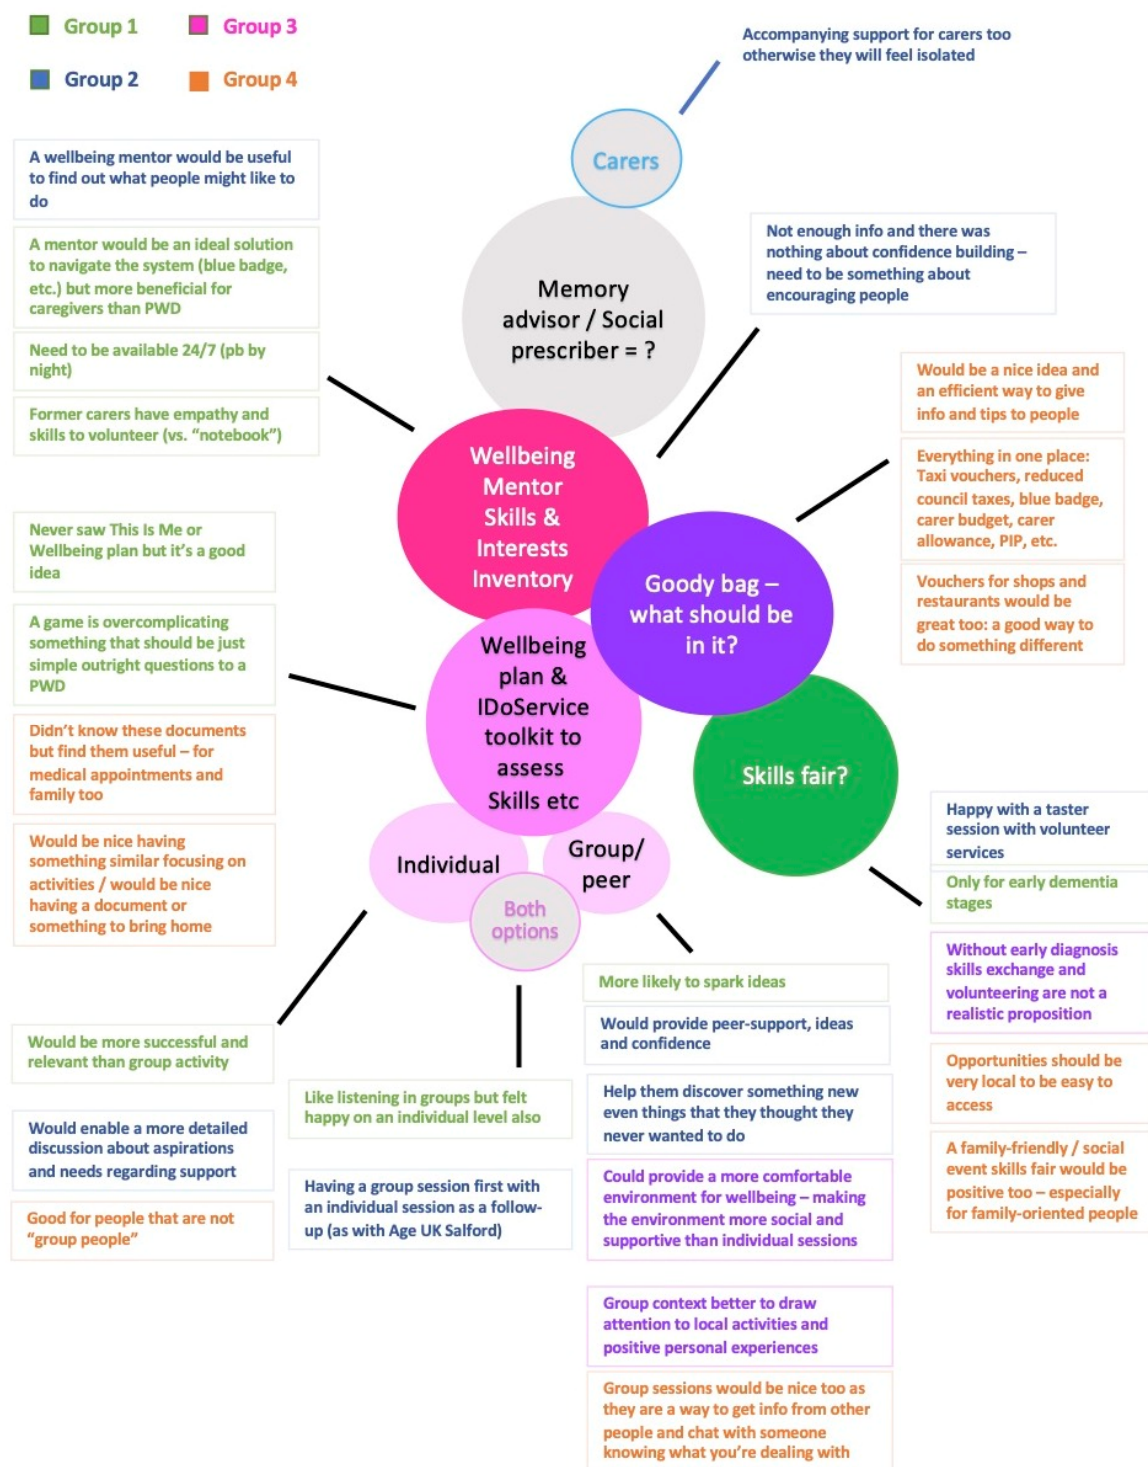 Group 1
Group 3
Group 2
Group 4
Accompanying support for carers too
otherwise they will feel isolated
Carers
A wellbeing mentor would be useful
to find out what people might like to
do
A mentor would be an ideal solution
to navigate the system (blue badge,
etc.) but more beneficial for
caregivers than PWD
Need to be available 24/7 (pb by
night)
Former carers have empathy and
skills to volunteer (vs. “notebook”)
Memory
advisor / Social
prescriber = ?
Not enough info and there was
nothing about confidence building –
need to be something about
encouraging people
Wellbeing
Mentor
Skills &
Interests
Inventory
Would be a nice idea and
an efficient way to give
info and tips to people
Everything in one place:
Taxi vouchers, reduced
council taxes, blue badge,
carer budget, carer
allowance, PIP, etc.
Vouchers for shops and
restaurants would be
great too: a good way to
do something different
Goody bag –
what should be
in it?
Never saw This Is Me or
Wellbeing plan but it’s a good
idea
A game is overcomplicating
something that should be just
simple outright questions to a
PWD
Didn’t know these documents
but find them useful – for
medical appointments and
family too
Would be nice having
something similar focusing on
activities / would be nice
having a document or
something to bring home
Wellbeing
plan &
IDoService
toolkit to
assess
Skills etc
Skills fair?
Individual
Group/
peer
Both
options
Happy with a taster
session with volunteer
services
Only for early dementia
stages
Without early diagnosis
skills exchange and
volunteering are not a
realistic proposition
Opportunities should be
very local to be easy to
access
A family-friendly / social
event skills fair would be
positive too – especially
for family-oriented people
Would be more successful and
relevant than group activity
Would enable a more detailed
discussion about aspirations
and needs regarding support
Good for people that are not
“group people”
Like listening in groups but felt
happy on an individual level also
Having a group session first with
an individual session as a follow-
up (as with Age UK Salford)
More likely to spark ideas
Would provide peer-support, ideas
and confidence
Help them discover something new
even things that they thought they
never wanted to do
Could provide a more comfortable
environment for wellbeing – making
the environment more social and
supportive than individual sessions
Group context better to draw
attention to local activities and
positive personal experiences
Group sessions would be nice too as
they are a way to get info from other
people and chat with someone
knowing what you’re dealing with